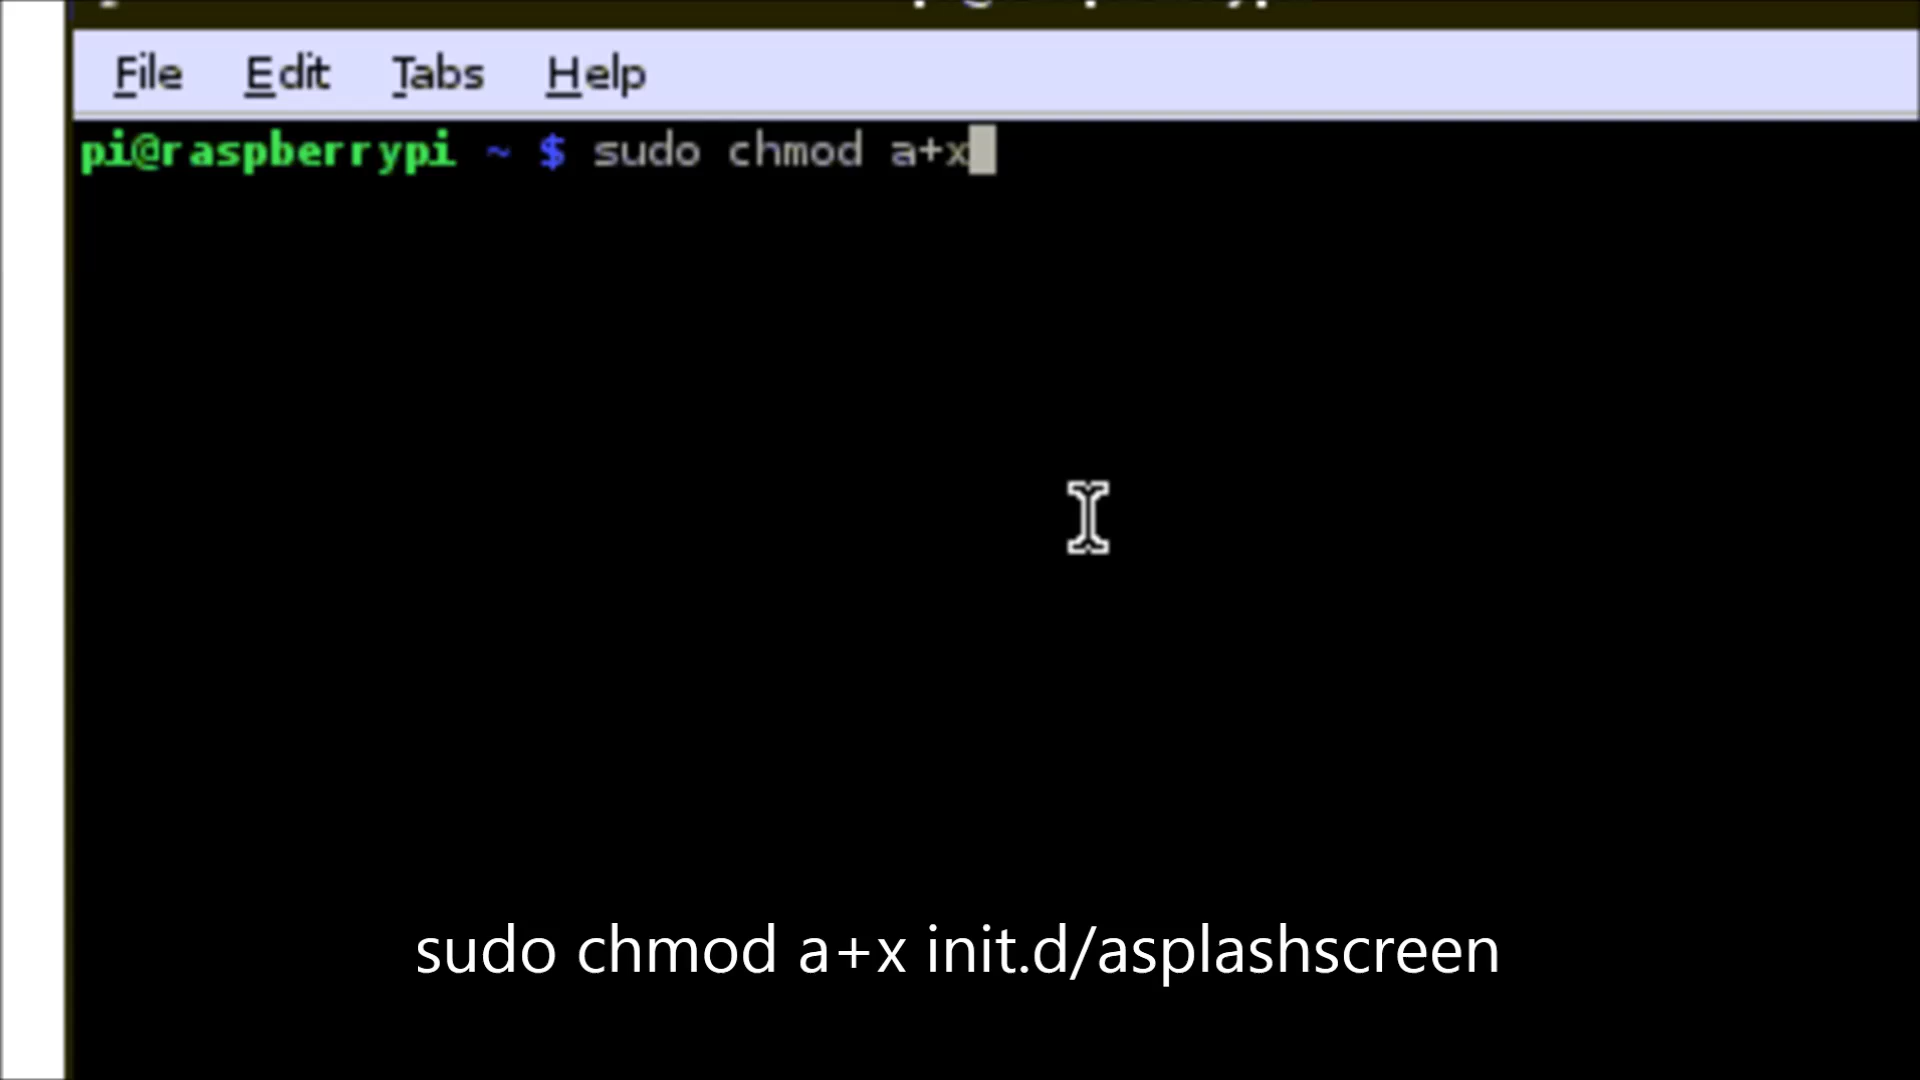 File Edit Tabs Help
pi@raspberrypi ~ $ sudo chmod a+x
sudo chmod a+x init.d/asplashscreen